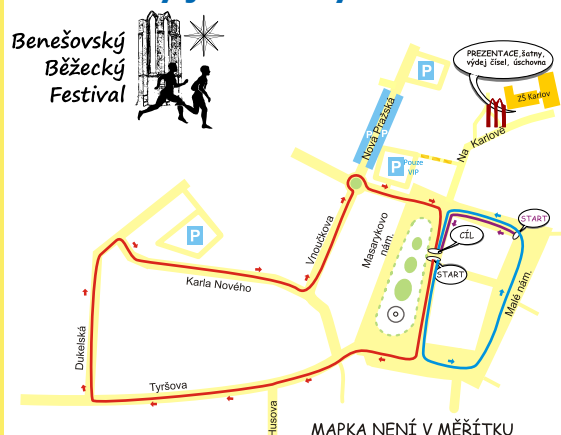 Benešovský
Běžecký
Festival
PREZENTACE,šatny,
výdej čísel, úschovna
ZŠ Karlov
P
Nová Pražská
P
P
P
Pouze
VIP
Na Karlově
Vnoučkova
Masarykovo
nám.
START
CÍL
START
Malé nám.
P
Karla Nového
Dukelská
Tyršova
Husova
MAPKA NENÍ V MĚŘÍTKU